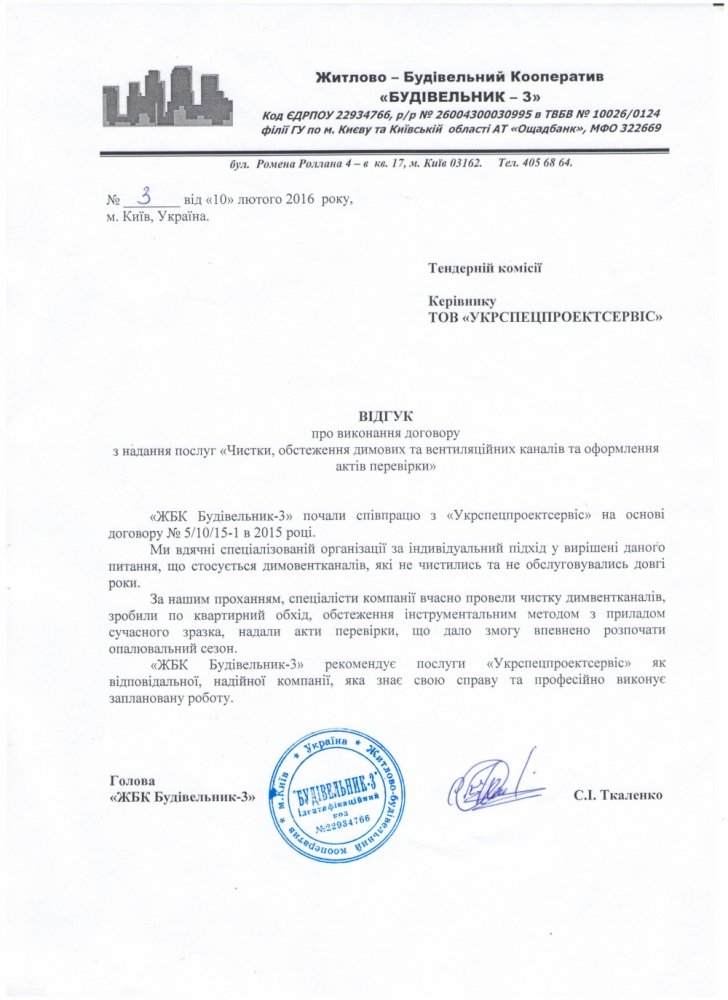 Житлово – Будівельний Кооператив
«БУДІВЕЛЬНИК – 3»
Код ЄДРПОУ 22934766, р/р № 26004300030995 в ТВБВ № 10026/0124
філії ГУ по м. Києву та Київській області АТ «Ощадбанк», МФО 322669
бул. Ромена Роллана 4 – в кв. 17, м. Київ 03162. Тел. 405 68 64.
№ 3 від «10» лютого 2016 року,
м. Київ, Україна.
Тендерній комісії
Керівнику
ТОВ «УКРСПЕЦПРОЕКТСЕРВІС»
ВІДГУК
про виконання договору
з надання послуг «Чистки, обстеження димових та вентиляційних каналів та оформлення
актів перевірки»
«ЖБК Будівельник-3» почали співпрацю з «Укрспецпроектсервіс» на основі
договору № 5/10/15-1 в 2015 році.
Ми вдячні спеціалізованій організації за індивідуальний підхід у вирішені даного
питання, що стосується димовентканалів, які не чистились та не обслуговувались довгі
роки.
За нашим проханням, спеціалісти компанії вчасно провели чистку димвентканалів,
зробили по квартирний обхід, обстеження інструментальним методом з приладом
сучасного зразка, надали акти перевірки, що дало змогу впевнено розпочати
опалювальний сезон.
«ЖБК Будівельник-3» рекомендує послуги «Укрспецпроектсервіс» як
відповідальної, надійної компанії, яка знає свою справу та професійно виконує
заплановану роботу.
Голова
«ЖБК Будівельник-3»
С.І. Ткаленко
* Україна * Житлово-будівельний кооператив * м.Київ
"БУДІВЕЛЬНИК-3"
ідентифікаційний
код
№22934766